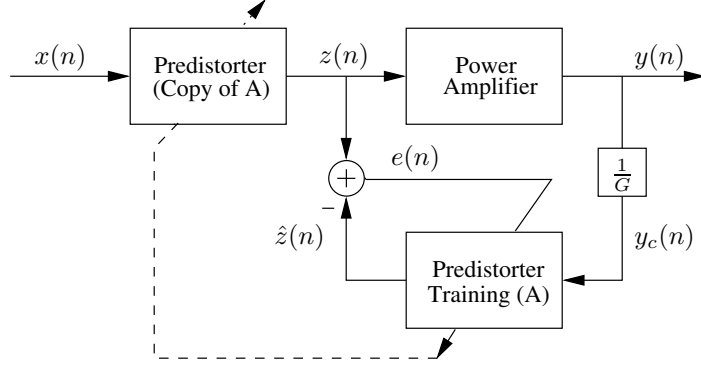 x(n)
Predistorter
(Copy of A)
z(n)
Power
Amplifier
y(n)
+
e(n)
1/G
−
ẑ(n)
y_c(n)
Predistorter
Training (A)